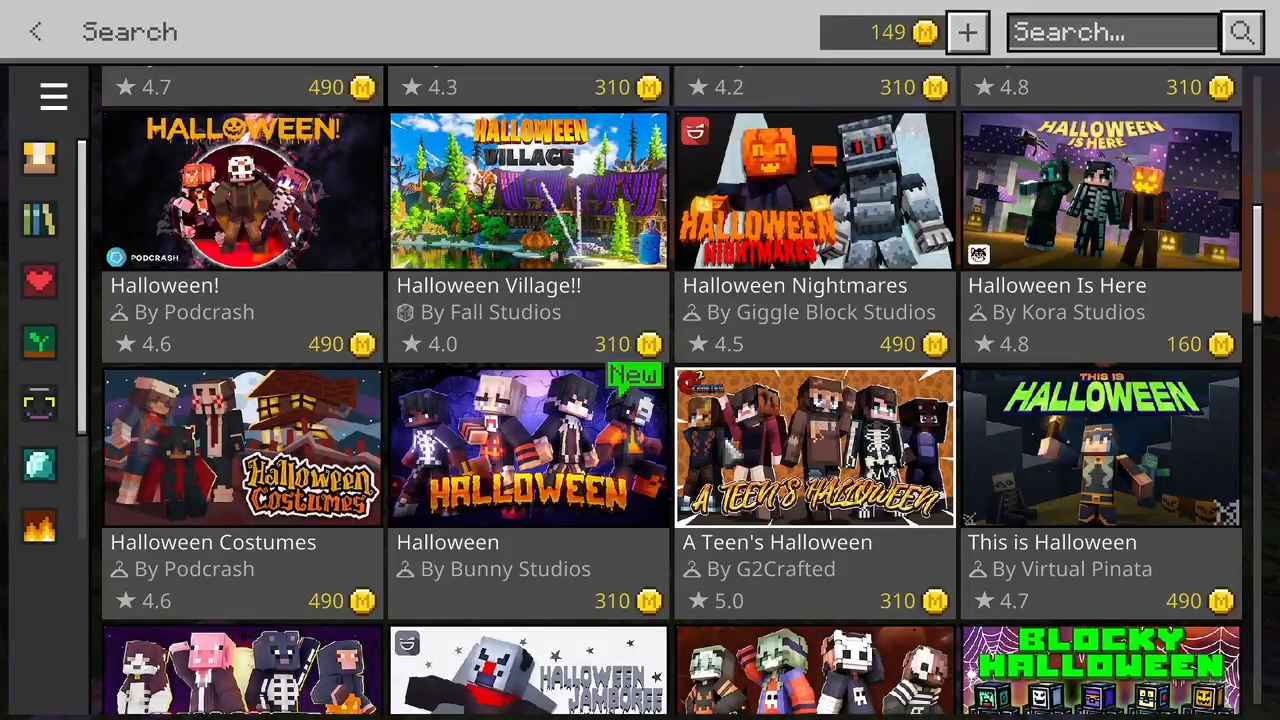 Search
149
Search...
4.7
490
4.3
310
4.2
310
4.8
310
HALLOWEEN!
PODCRASH
HALLOWEEN
VILLAGE
HALLOWEEN
NIGHTMARES
HALLOWEEN
IS HERE
Halloween!
By Podcrash
4.6
490
Halloween Village!!
By Fall Studios
4.0
310
Halloween Nightmares
By Giggle Block Studios
4.5
490
Halloween Is Here
By Kora Studios
4.8
160
Halloween
Costumes
New
HALLOWEEN
CRAFTED
A TEEN'S HALLOWEEN
THIS IS
HALLOWEEN
Halloween Costumes
By Podcrash
4.6
490
Halloween
By Bunny Studios
310
A Teen's Halloween
By G2Crafted
5.0
310
This is Halloween
By Virtual Pinata
4.7
490
HALLOWEEN
JAMBOREE
BLOCKY
HALLOWEEN